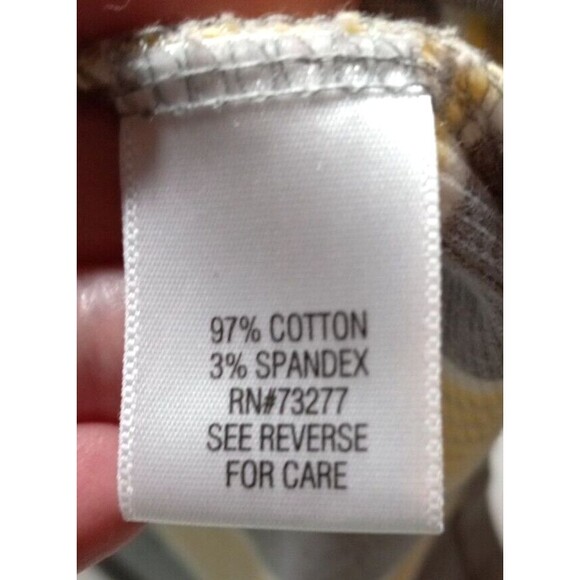 97% COTTON
3% SPANDEX
RN#73277
SEE REVERSE
FOR CARE